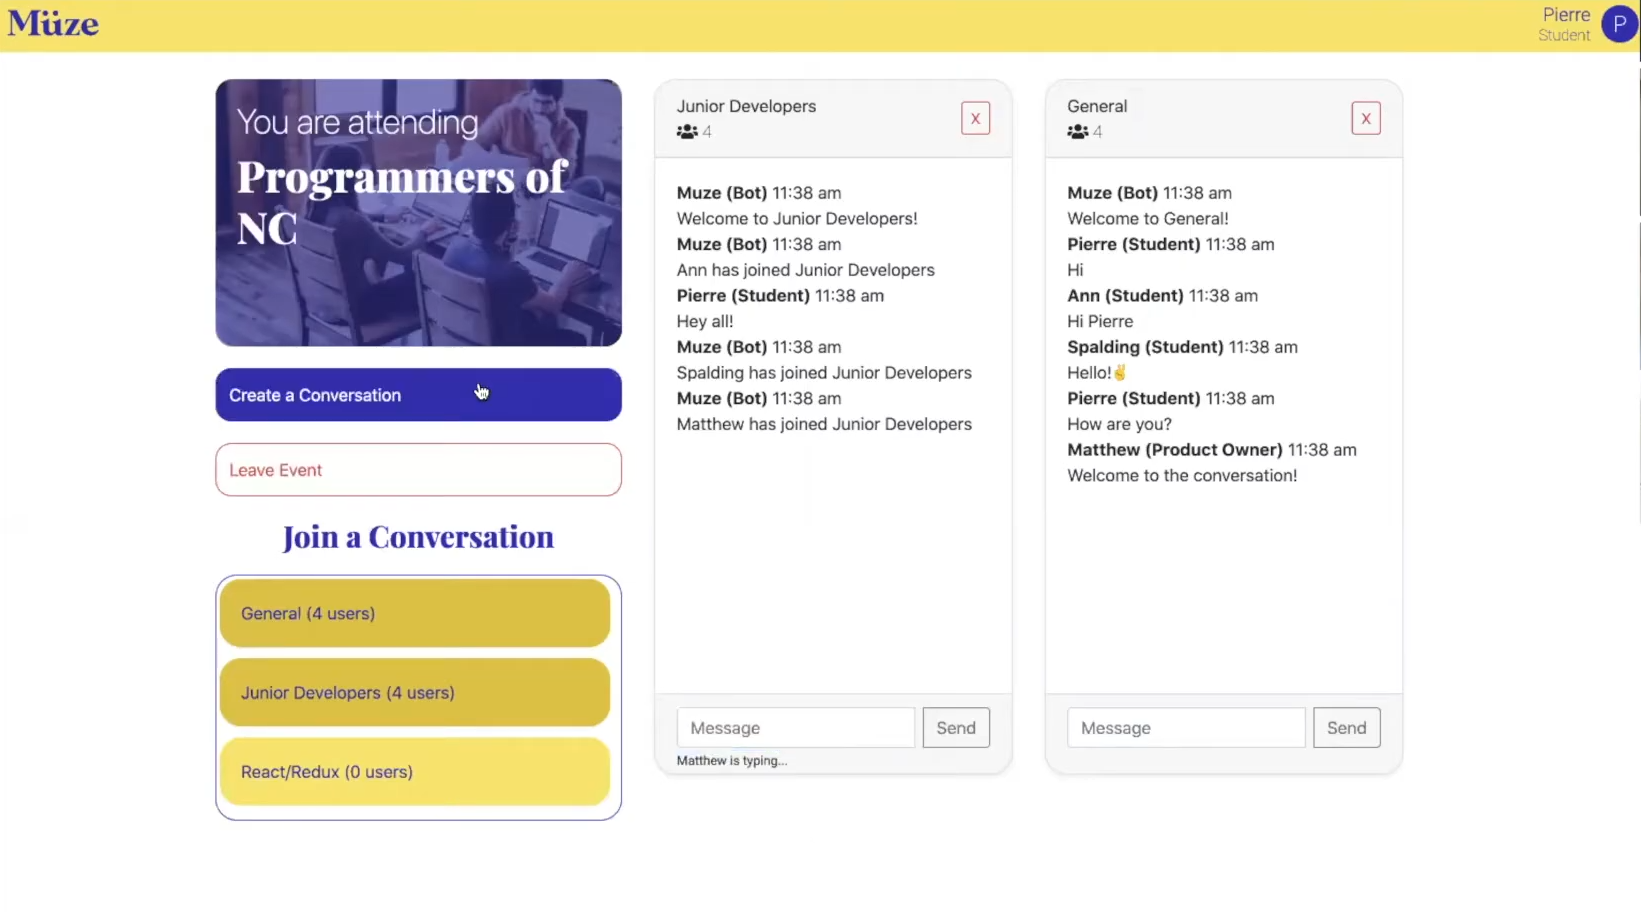 Müze
Pierre
Student
P
You are attending
Programmers of
NC
Create a Conversation
Leave Event
Join a Conversation
General (4 users)
Junior Developers (4 users)
React/Redux (0 users)
Junior Developers
4
X
Muze (Bot) 11:38 am
Welcome to Junior Developers!
Muze (Bot) 11:38 am
Ann has joined Junior Developers
Pierre (Student) 11:38 am
Hey all!
Muze (Bot) 11:38 am
Spalding has joined Junior Developers
Muze (Bot) 11:38 am
Matthew has joined Junior Developers
Message
Send
Matthew is typing...
General
4
X
Muze (Bot) 11:38 am
Welcome to General!
Pierre (Student) 11:38 am
Hi
Ann (Student) 11:38 am
Hi Pierre
Spalding (Student) 11:38 am
Hello!✌
Pierre (Student) 11:38 am
How are you?
Matthew (Product Owner) 11:38 am
Welcome to the conversation!
Message
Send